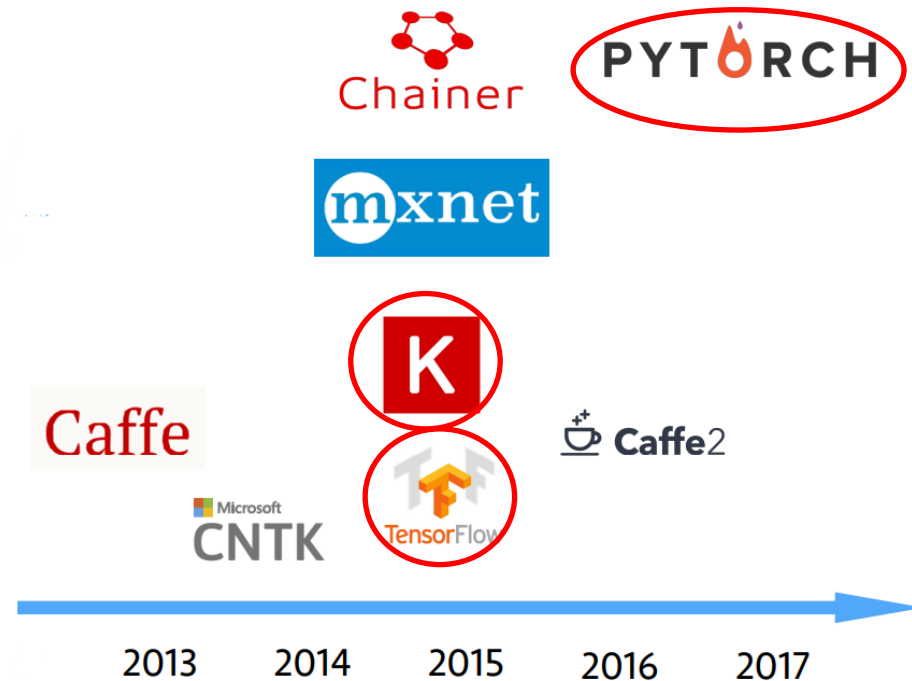 Chainer
PYTORCH
mxnet
K
Caffe
Caffe2
Microsoft
CNTK
TensorFlow
2013
2014
2015
2016
2017